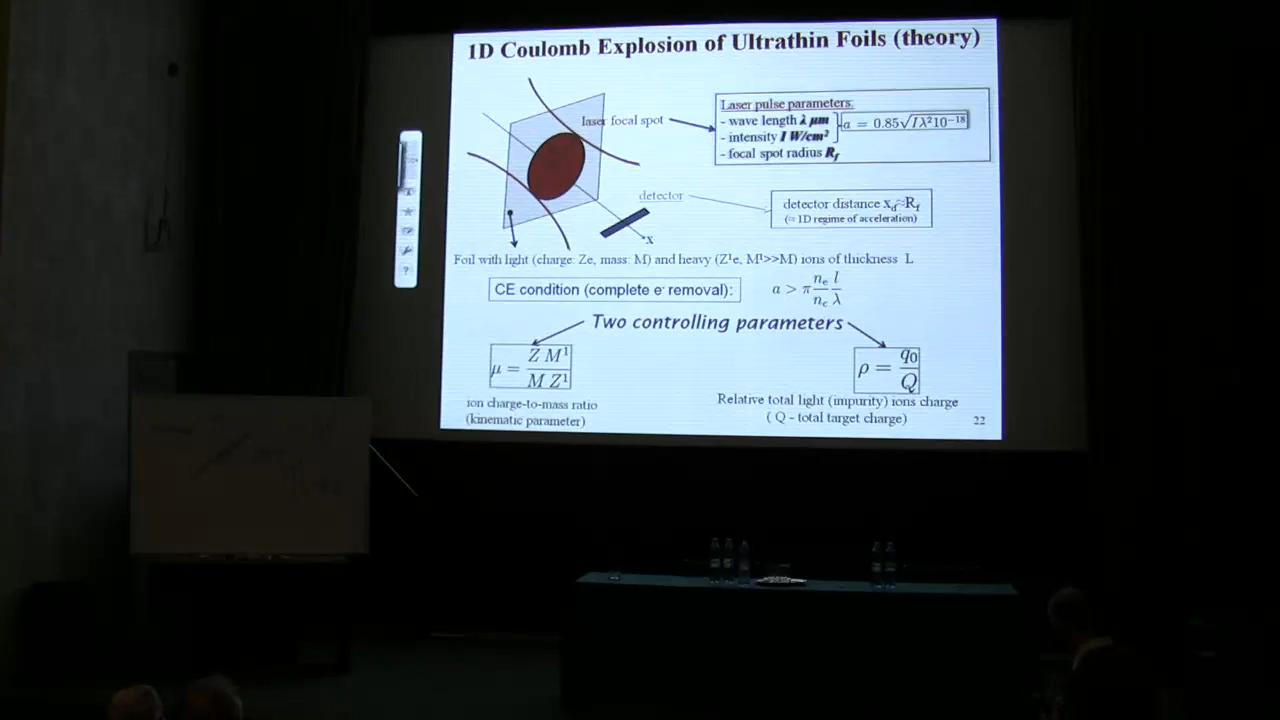 1D Coulomb Explosion of Ultrathin Foils (theory)
laser focal spot
Laser pulse parameters:
- wave length λ μm
- intensity I W/cm²
- focal spot radius R_f
a = 0.85√(Iλ²10⁻¹⁸)
detector
detector distance x_d≈R_f
(≈ 1D regime of acceleration)
x
Foil with light (charge: Ze, mass: M) and heavy (Z¹e, M¹>>M) ions of thickness L
CE condition (complete e⁻ removal):
a > π n_e/n_c l/λ
Two controlling parameters
μ = Z M¹ / M Z¹
ρ = q₀ / Q
ion charge-to-mass ratio
(kinematic parameter)
Relative total light (impurity) ions charge
( Q - total target charge)
22
?